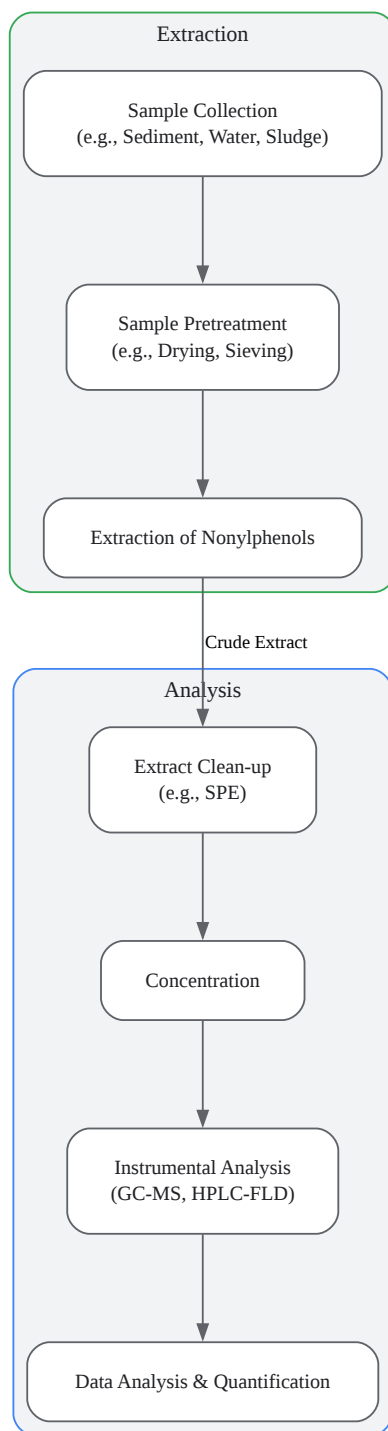 Extraction
Sample Collection
(e.g., Sediment, Water, Sludge)
Sample Pretreatment
(e.g., Drying, Sieving)
Extraction of Nonylphenols
Crude Extract
Analysis
Extract Clean-up
(e.g., SPE)
Concentration
Instrumental Analysis
(GC-MS, HPLC-FLD)
Data Analysis & Quantification